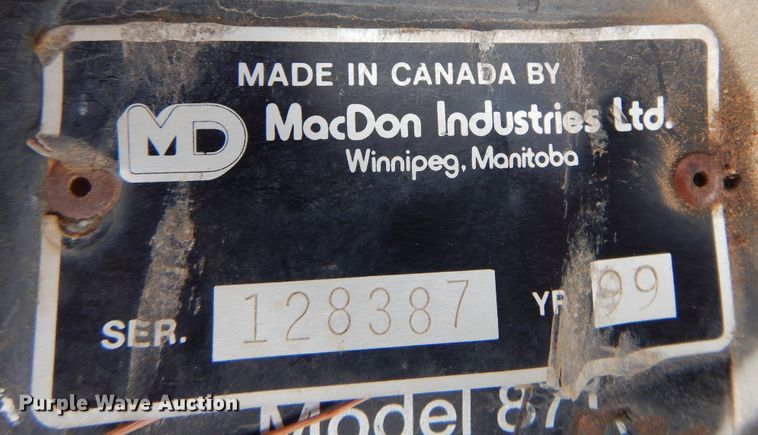 MADE IN CANADA BY
MD MacDon Industries Ltd.
Winnipeg, Manitoba
SER. 128387 YR 99
Model
Purple Wave Auction